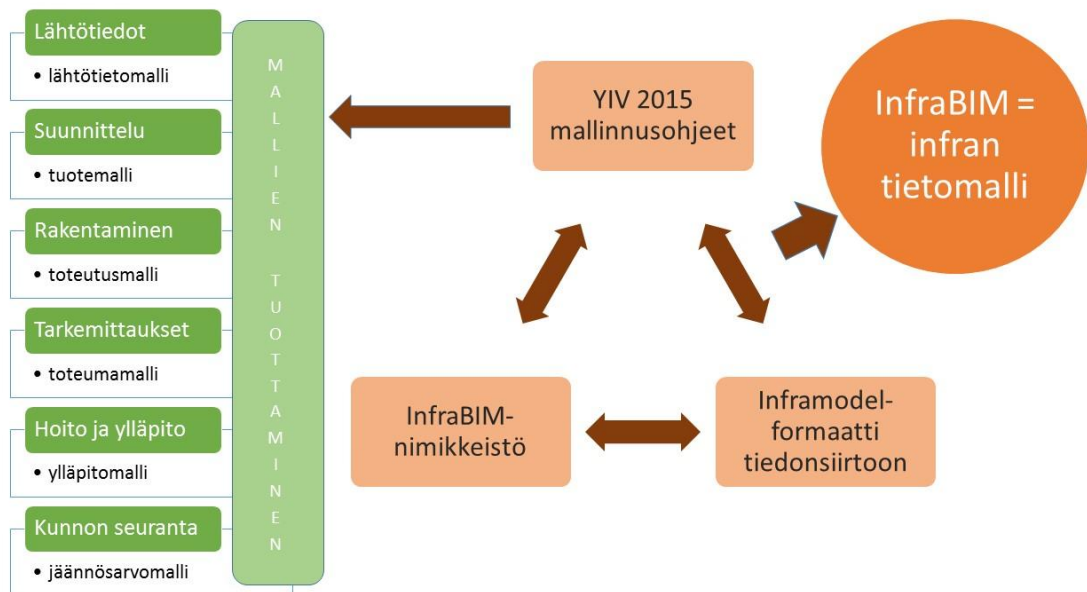 Lähtötiedot
• lähtötietomalli
Suunnittelu
• tuotemalli
Rakentaminen
• toteutusmalli
Tarkemittaukset
• toteumamalli
Hoito ja ylläpito
• ylläpitomalli
Kunnon seuranta
• jäännösarvomalli
MALLIEN TUOTTAMINEN
YIV 2015
mallinnusohjeet
InfraBIM =
infran
tietomalli
InfraBIM-
nimikkeistö
Inframodel-
formaatti
tiedonsiirtoon